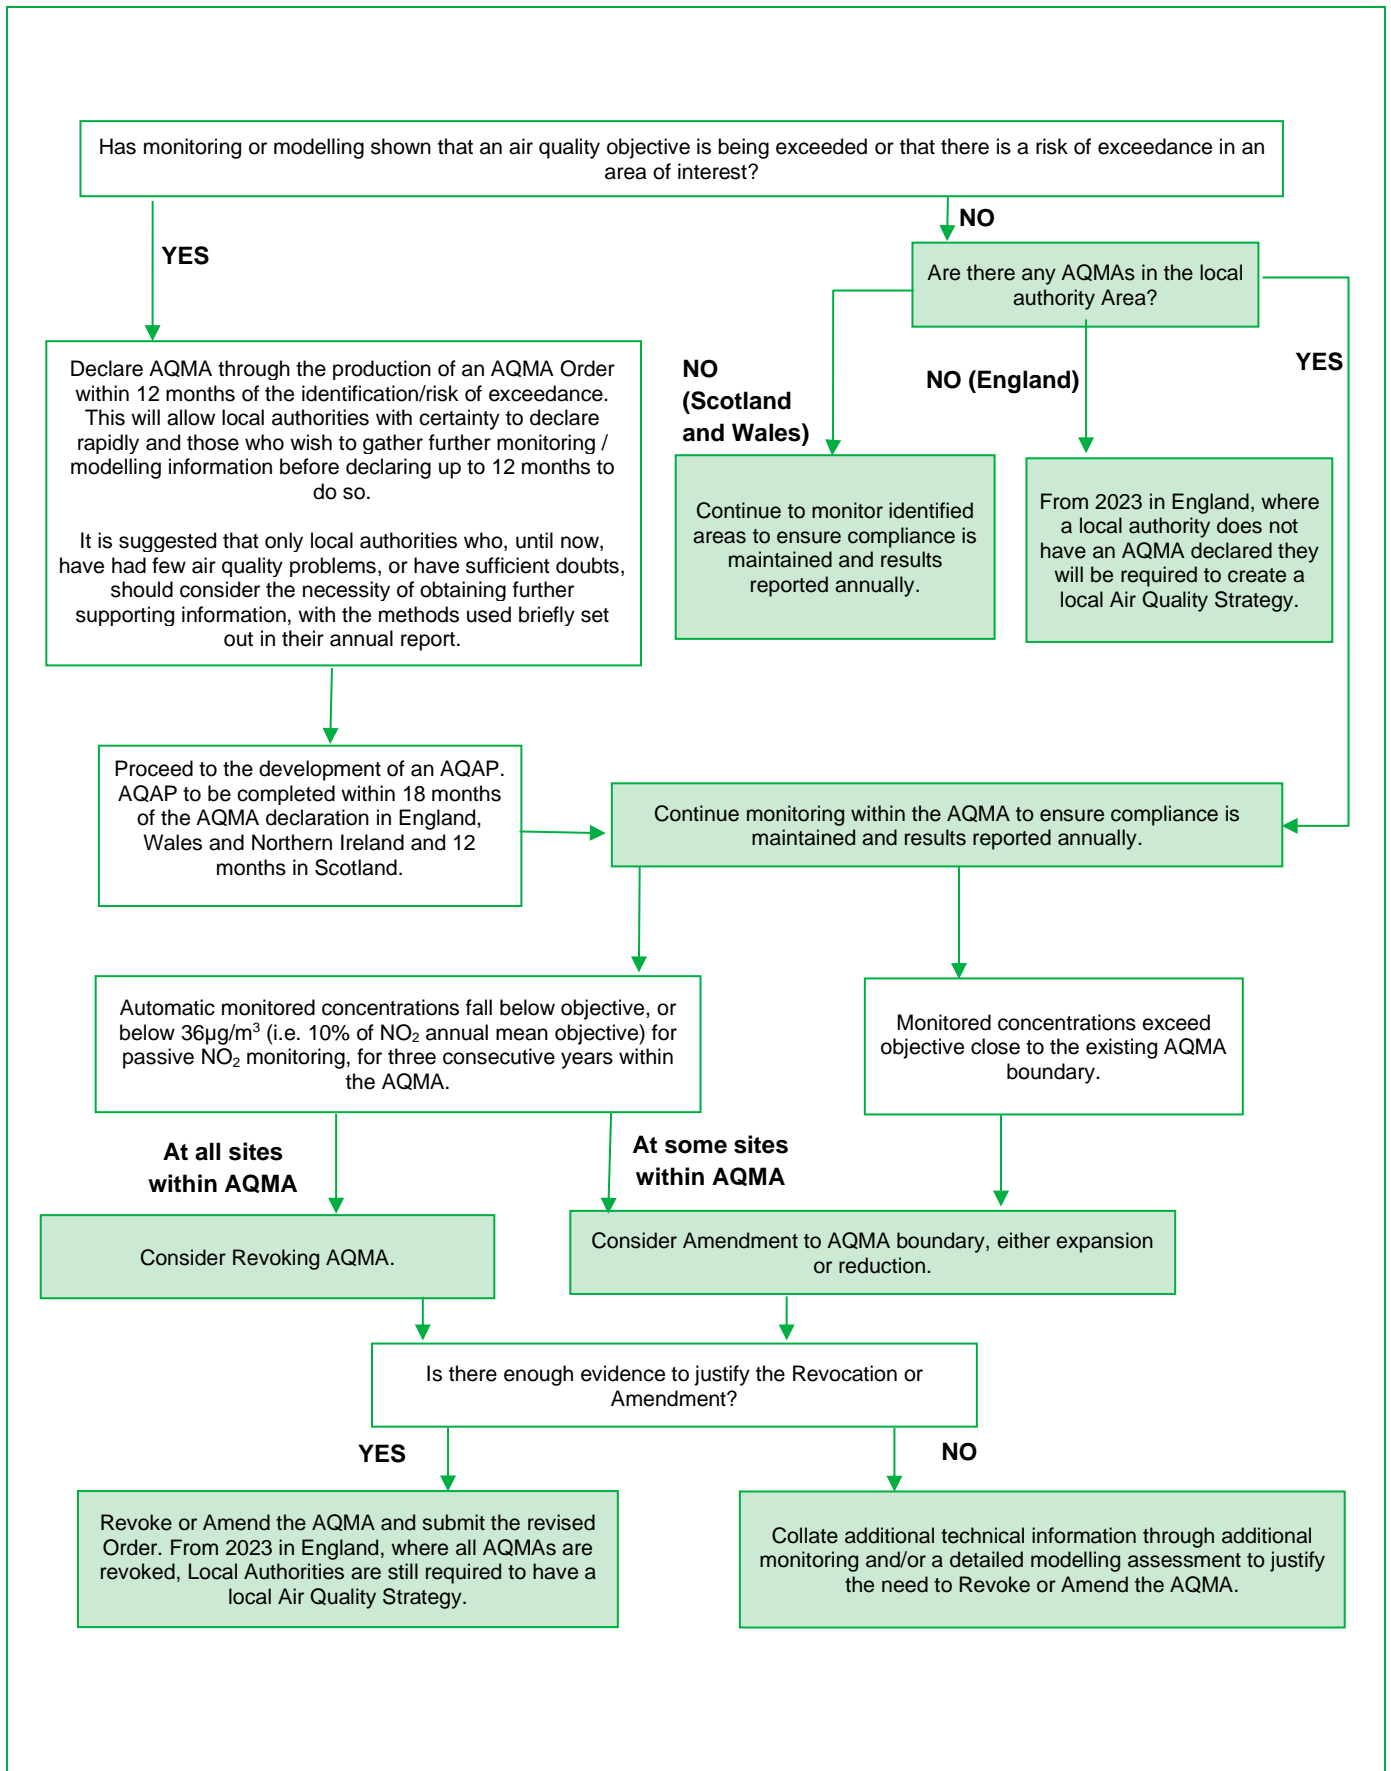 Has monitoring or modelling shown that an air quality objective is being exceeded or that there is a risk of exceedance in an
area of interest?
YES
NO
Are there any AQMAs in the local
authority Area?
NO
(Scotland
and Wales)
NO (England)
YES
Declare AQMA through the production of an AQMA Order
within 12 months of the identification/risk of exceedance.
This will allow local authorities with certainty to declare
rapidly and those who wish to gather further monitoring /
modelling information before declaring up to 12 months to
do so.
It is suggested that only local authorities who, until now,
have had few air quality problems, or have sufficient doubts,
should consider the necessity of obtaining further
supporting information, with the methods used briefly set
out in their annual report.
Continue to monitor identified
areas to ensure compliance is
maintained and results
reported annually.
From 2023 in England, where
a local authority does not
have an AQMA declared they
will be required to create a
local Air Quality Strategy.
Proceed to the development of an AQAP.
AQAP to be completed within 18 months
of the AQMA declaration in England,
Wales and Northern Ireland and 12
months in Scotland.
Continue monitoring within the AQMA to ensure compliance is
maintained and results reported annually.
Automatic monitored concentrations fall below objective, or
below 36µg/m³ (i.e. 10% of NO₂ annual mean objective) for
passive NO₂ monitoring, for three consecutive years within
the AQMA.
Monitored concentrations exceed
objective close to the existing AQMA
boundary.
At all sites
within AQMA
At some sites
within AQMA
Consider Revoking AQMA.
Consider Amendment to AQMA boundary, either expansion
or reduction.
Is there enough evidence to justify the Revocation or
Amendment?
YES
NO
Revoke or Amend the AQMA and submit the revised
Order. From 2023 in England, where all AQMAs are
revoked, Local Authorities are still required to have a
local Air Quality Strategy.
Collate additional technical information through additional
monitoring and/or a detailed modelling assessment to justify
the need to Revoke or Amend the AQMA.